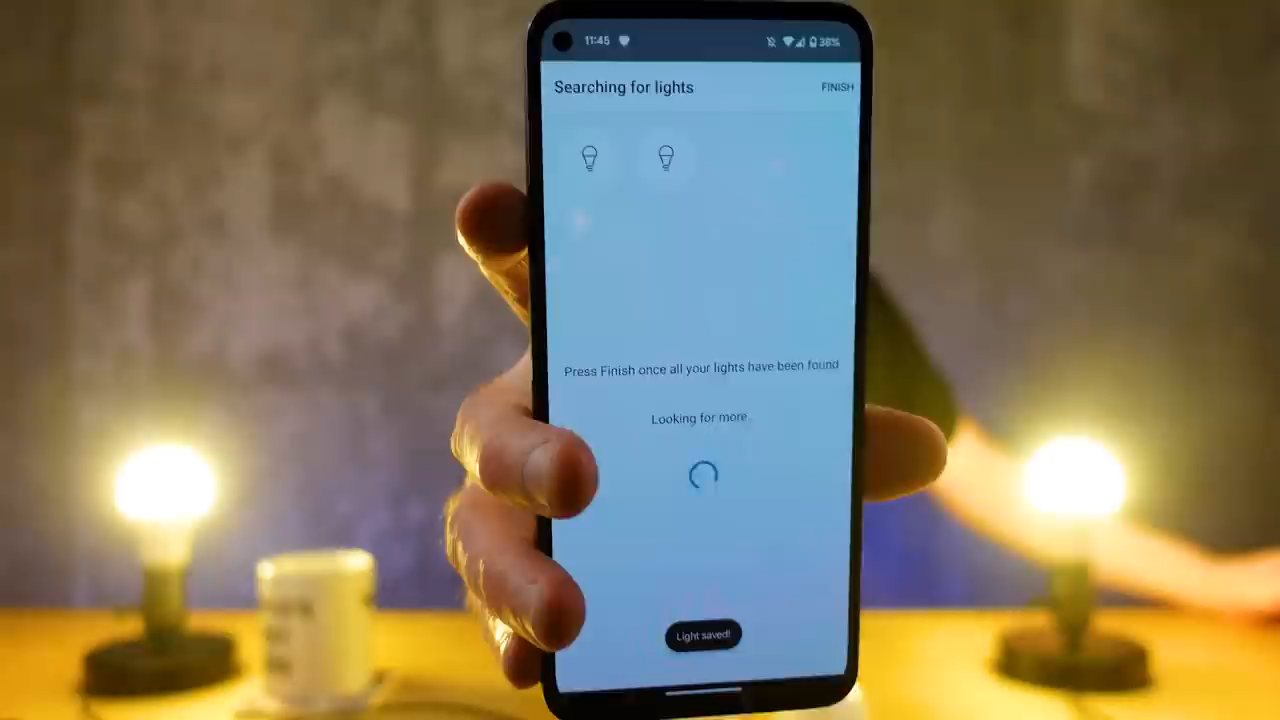 11:45
38%
Searching for lights
FINISH
Press Finish once all your lights have been found
Looking for more.
Light saved!